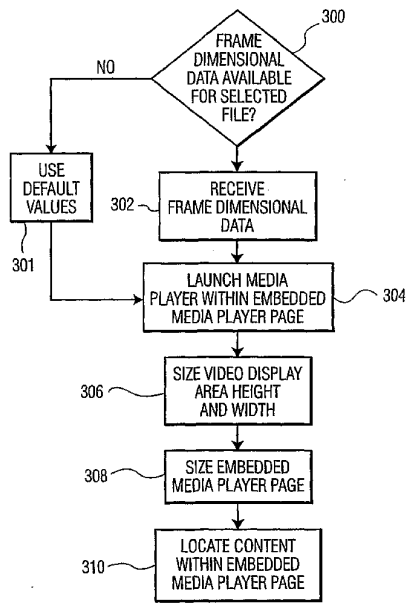 300
FRAME
DIMENSIONAL
DATA AVAILABLE
FOR SELECTED
FILE?
NO
USE
DEFAULT
VALUES
301
302
RECEIVE
FRAME DIMENSIONAL
DATA
LAUNCH MEDIA
PLAYER WITHIN EMBEDDED
MEDIA PLAYER PAGE
304
306
SIZE VIDEO DISPLAY
AREA HEIGHT
AND WIDTH
308
SIZE EMBEDDED
MEDIA PLAYER PAGE
310
LOCATE CONTENT
WITHIN EMBEDDED
MEDIA PLAYER PAGE